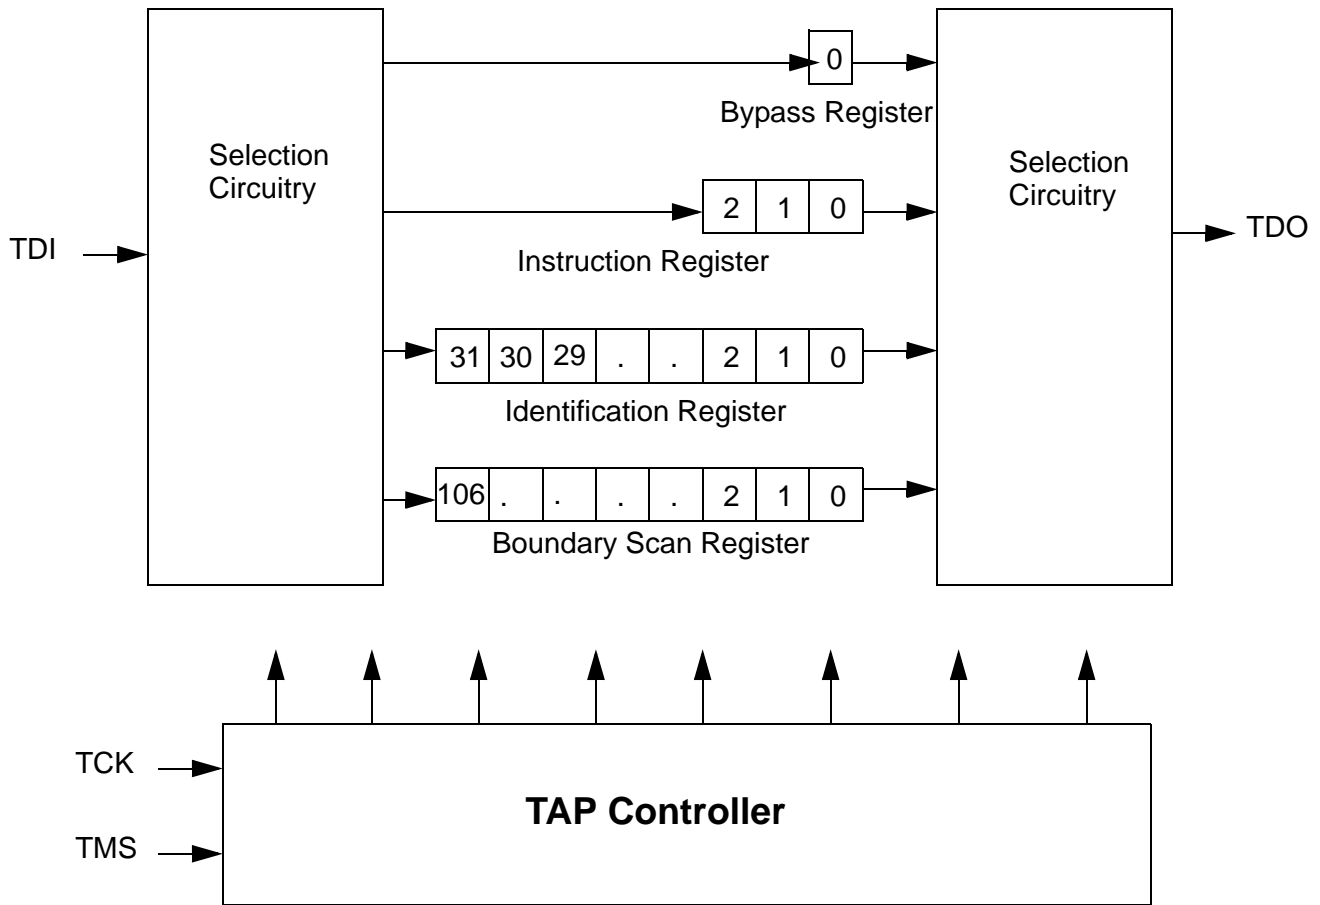 0
Bypass Register
Selection
Circuitry
Selection
Circuitry
2 1 0
Instruction Register
TDI
TDO
31 30 29 . . 2 1 0
Identification Register
106 . . . . 2 1 0
Boundary Scan Register
TCK
TMS
TAP Controller